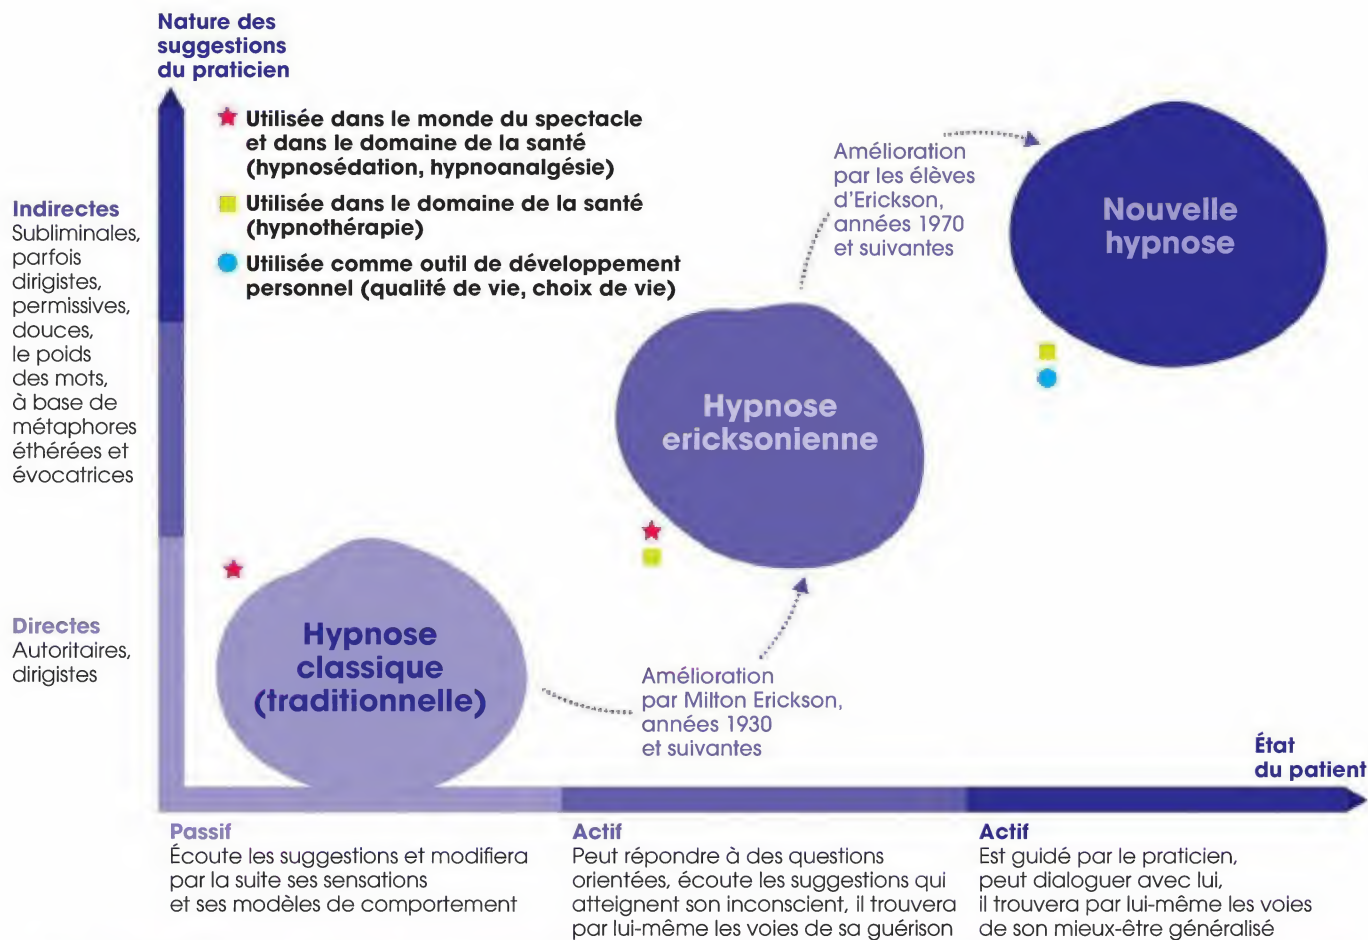 Nature des
suggestions
du praticien
Utilisée dans le monde du spectacle
et dans le domaine de la santé
(hypnosédation, hypnoanalgésie)
Utilisée dans le domaine de la santé
(hypnothérapie)
Utilisée comme outil de développement
personnel (qualité de vie, choix de vie)
Indirectes
Subliminales,
parfois
dirigistes,
permissives,
douces,
le poids
des mots,
à base de
métaphores
éthérées et
évocatrices
Directes
Autoritaires,
dirigistes
Amélioration
par les élèves
d'Erickson,
années 1970
et suivantes
Nouvelle
hypnose
Hypnose
ericksonienne
Hypnose
classique
(traditionnelle)
Amélioration
par Milton Erickson,
années 1930
et suivantes
État
du patient
Passif
Écoute les suggestions et modifiera
par la suite ses sensations
et ses modèles de comportement
Actif
Peut répondre à des questions
orientées, écoute les suggestions qui
atteignent son inconscient, il trouvera
par lui-même les voies de sa guérison
Actif
Est guidé par le praticien,
peut dialoguer avec lui,
il trouvera par lui-même les voies
de son mieux-être généralisé